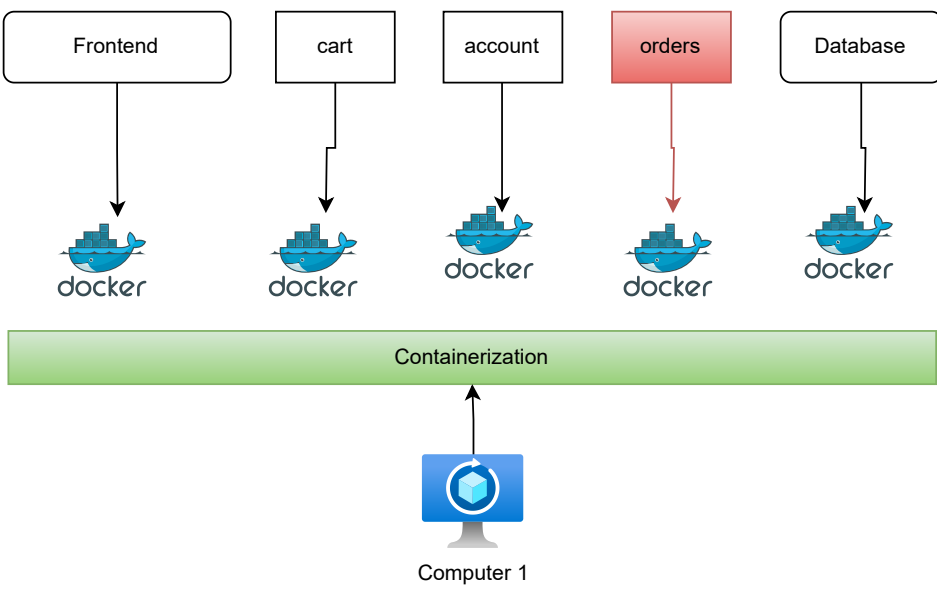 Frontend
cart
account
orders
Database
docker
docker
docker
docker
docker
Containerization
Computer 1